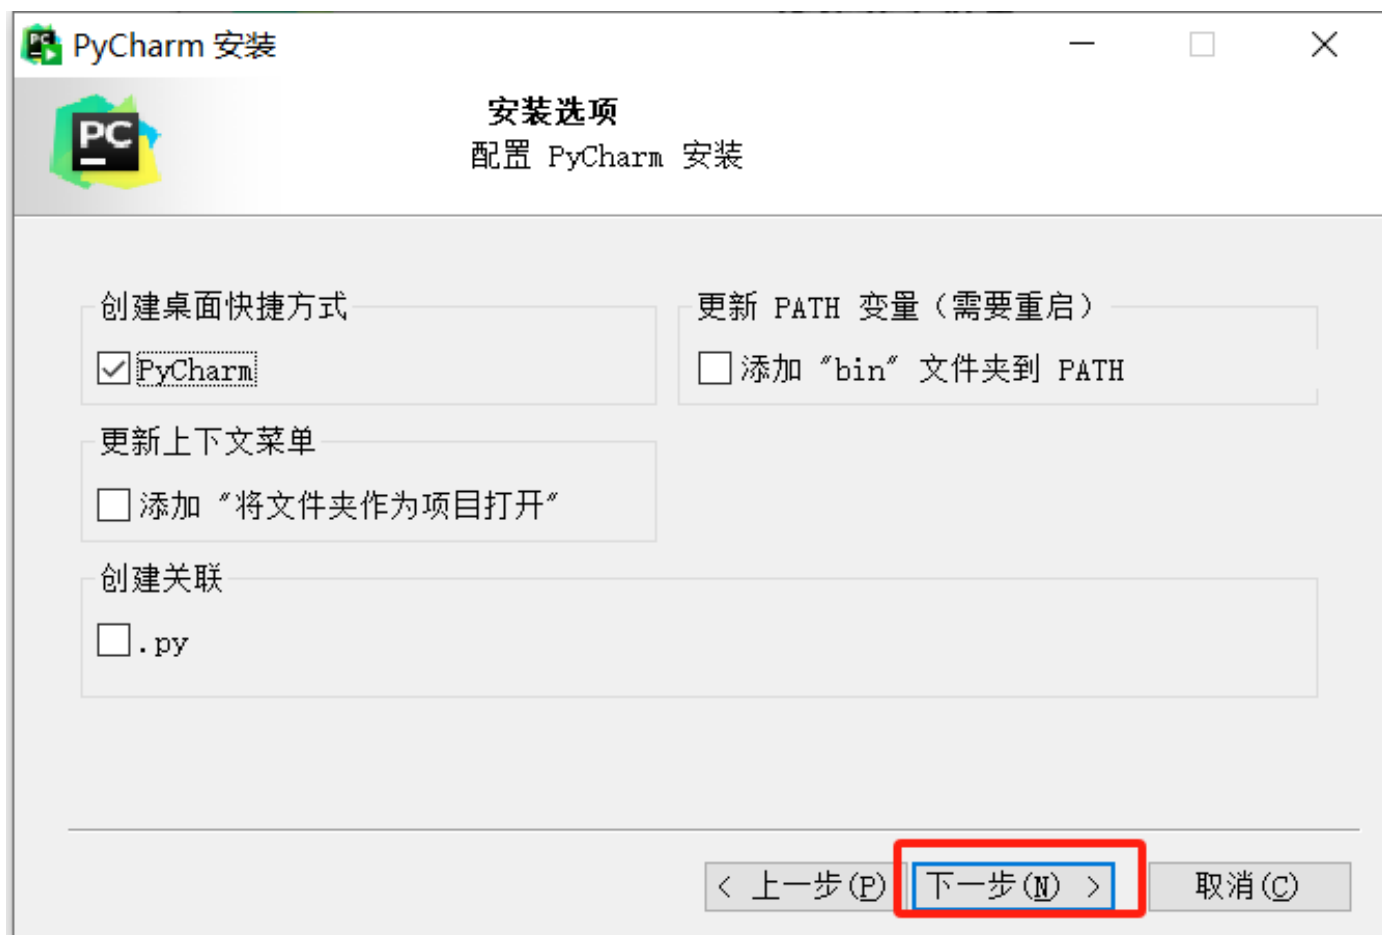 PyCharm 安装
PC
安装选项
配置 PyCharm 安装
创建桌面快捷方式
PyCharm
更新 PATH 变量（需要重启）
添加 "bin" 文件夹到 PATH
更新上下文菜单
添加 "将文件夹作为项目打开"
创建关联
.py
< 上一步(P)
下一步(N) >
取消(C)